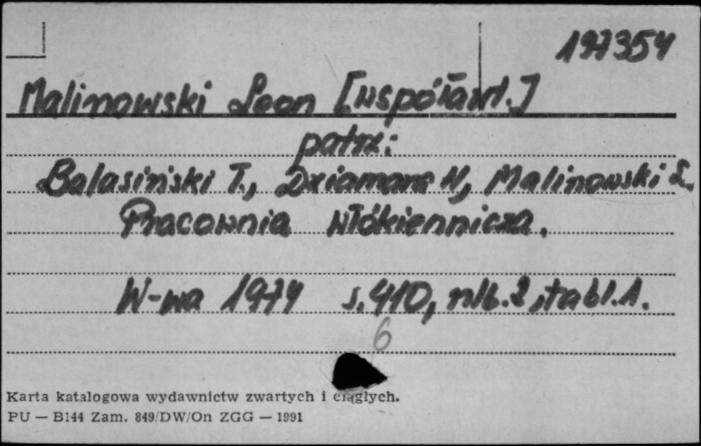 197354
Malinowski Leon [współaut.]
patrz:
Balasiński T., Dziamara H, Malinowski L.
Pracownia włókiennicza.
W-wa 1974 s. 410, nlb. 2, tabl. 1.
6
Karta katalogowa wydawnictw zwartych i ciągłych.
PU — B144 Zam. 849/DW/On ZGG — 1991